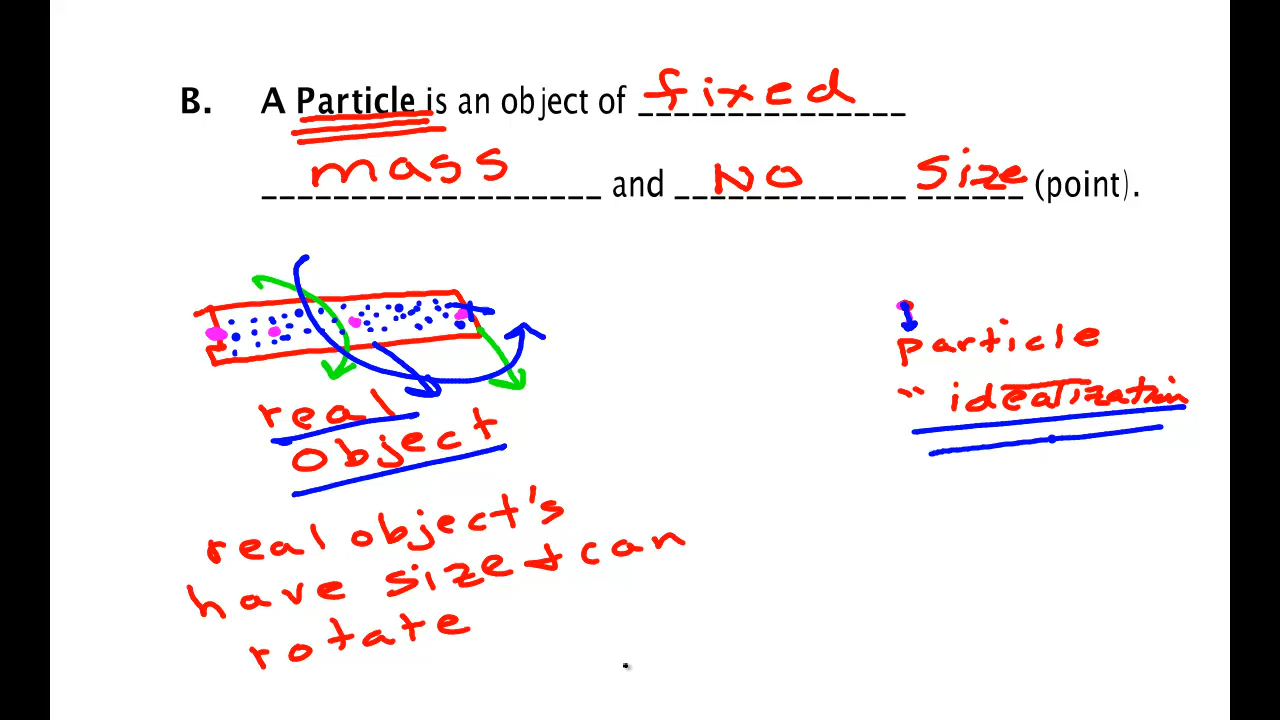 B. A Particle is an object of fixed
mass and No Size (point).
real
object
particle
" idealization
real object's
have size + can
rotate